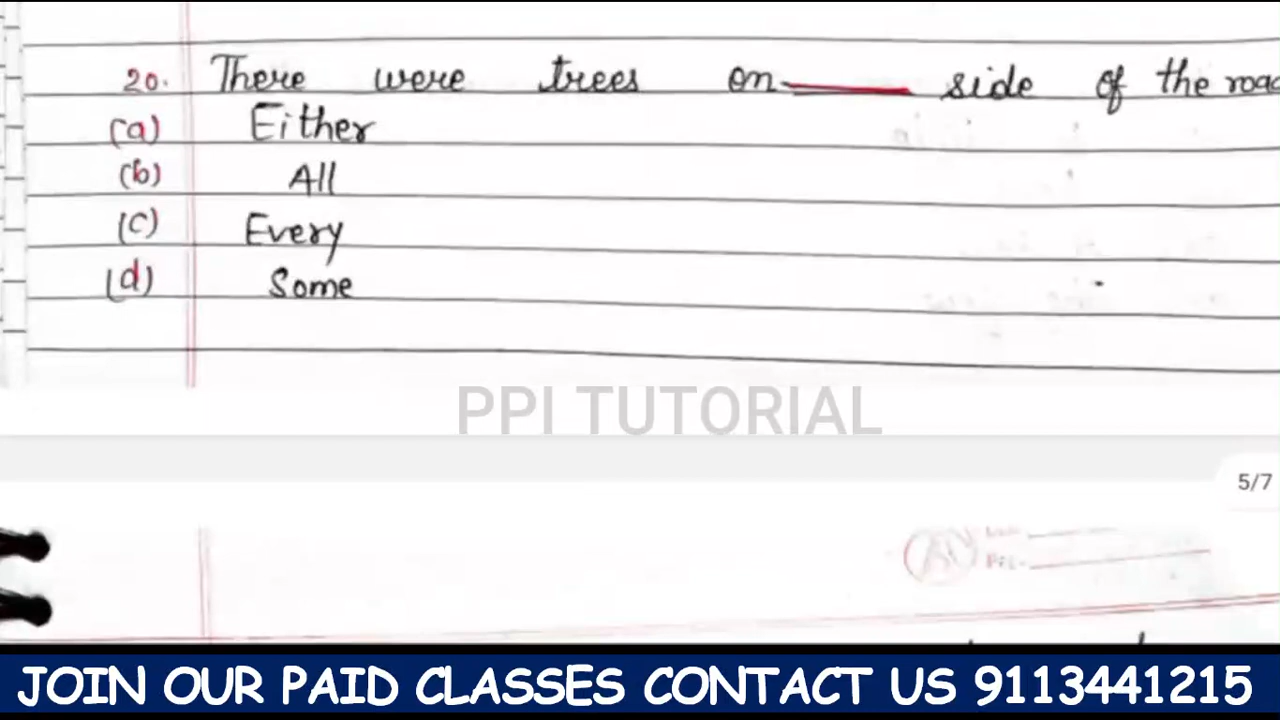 20. There were trees on ______ side of the road
(a) Either
(b) All
(c) Every
(d) Some
PPI TUTORIAL
5/7
JOIN OUR PAID CLASSES CONTACT US 9113441215